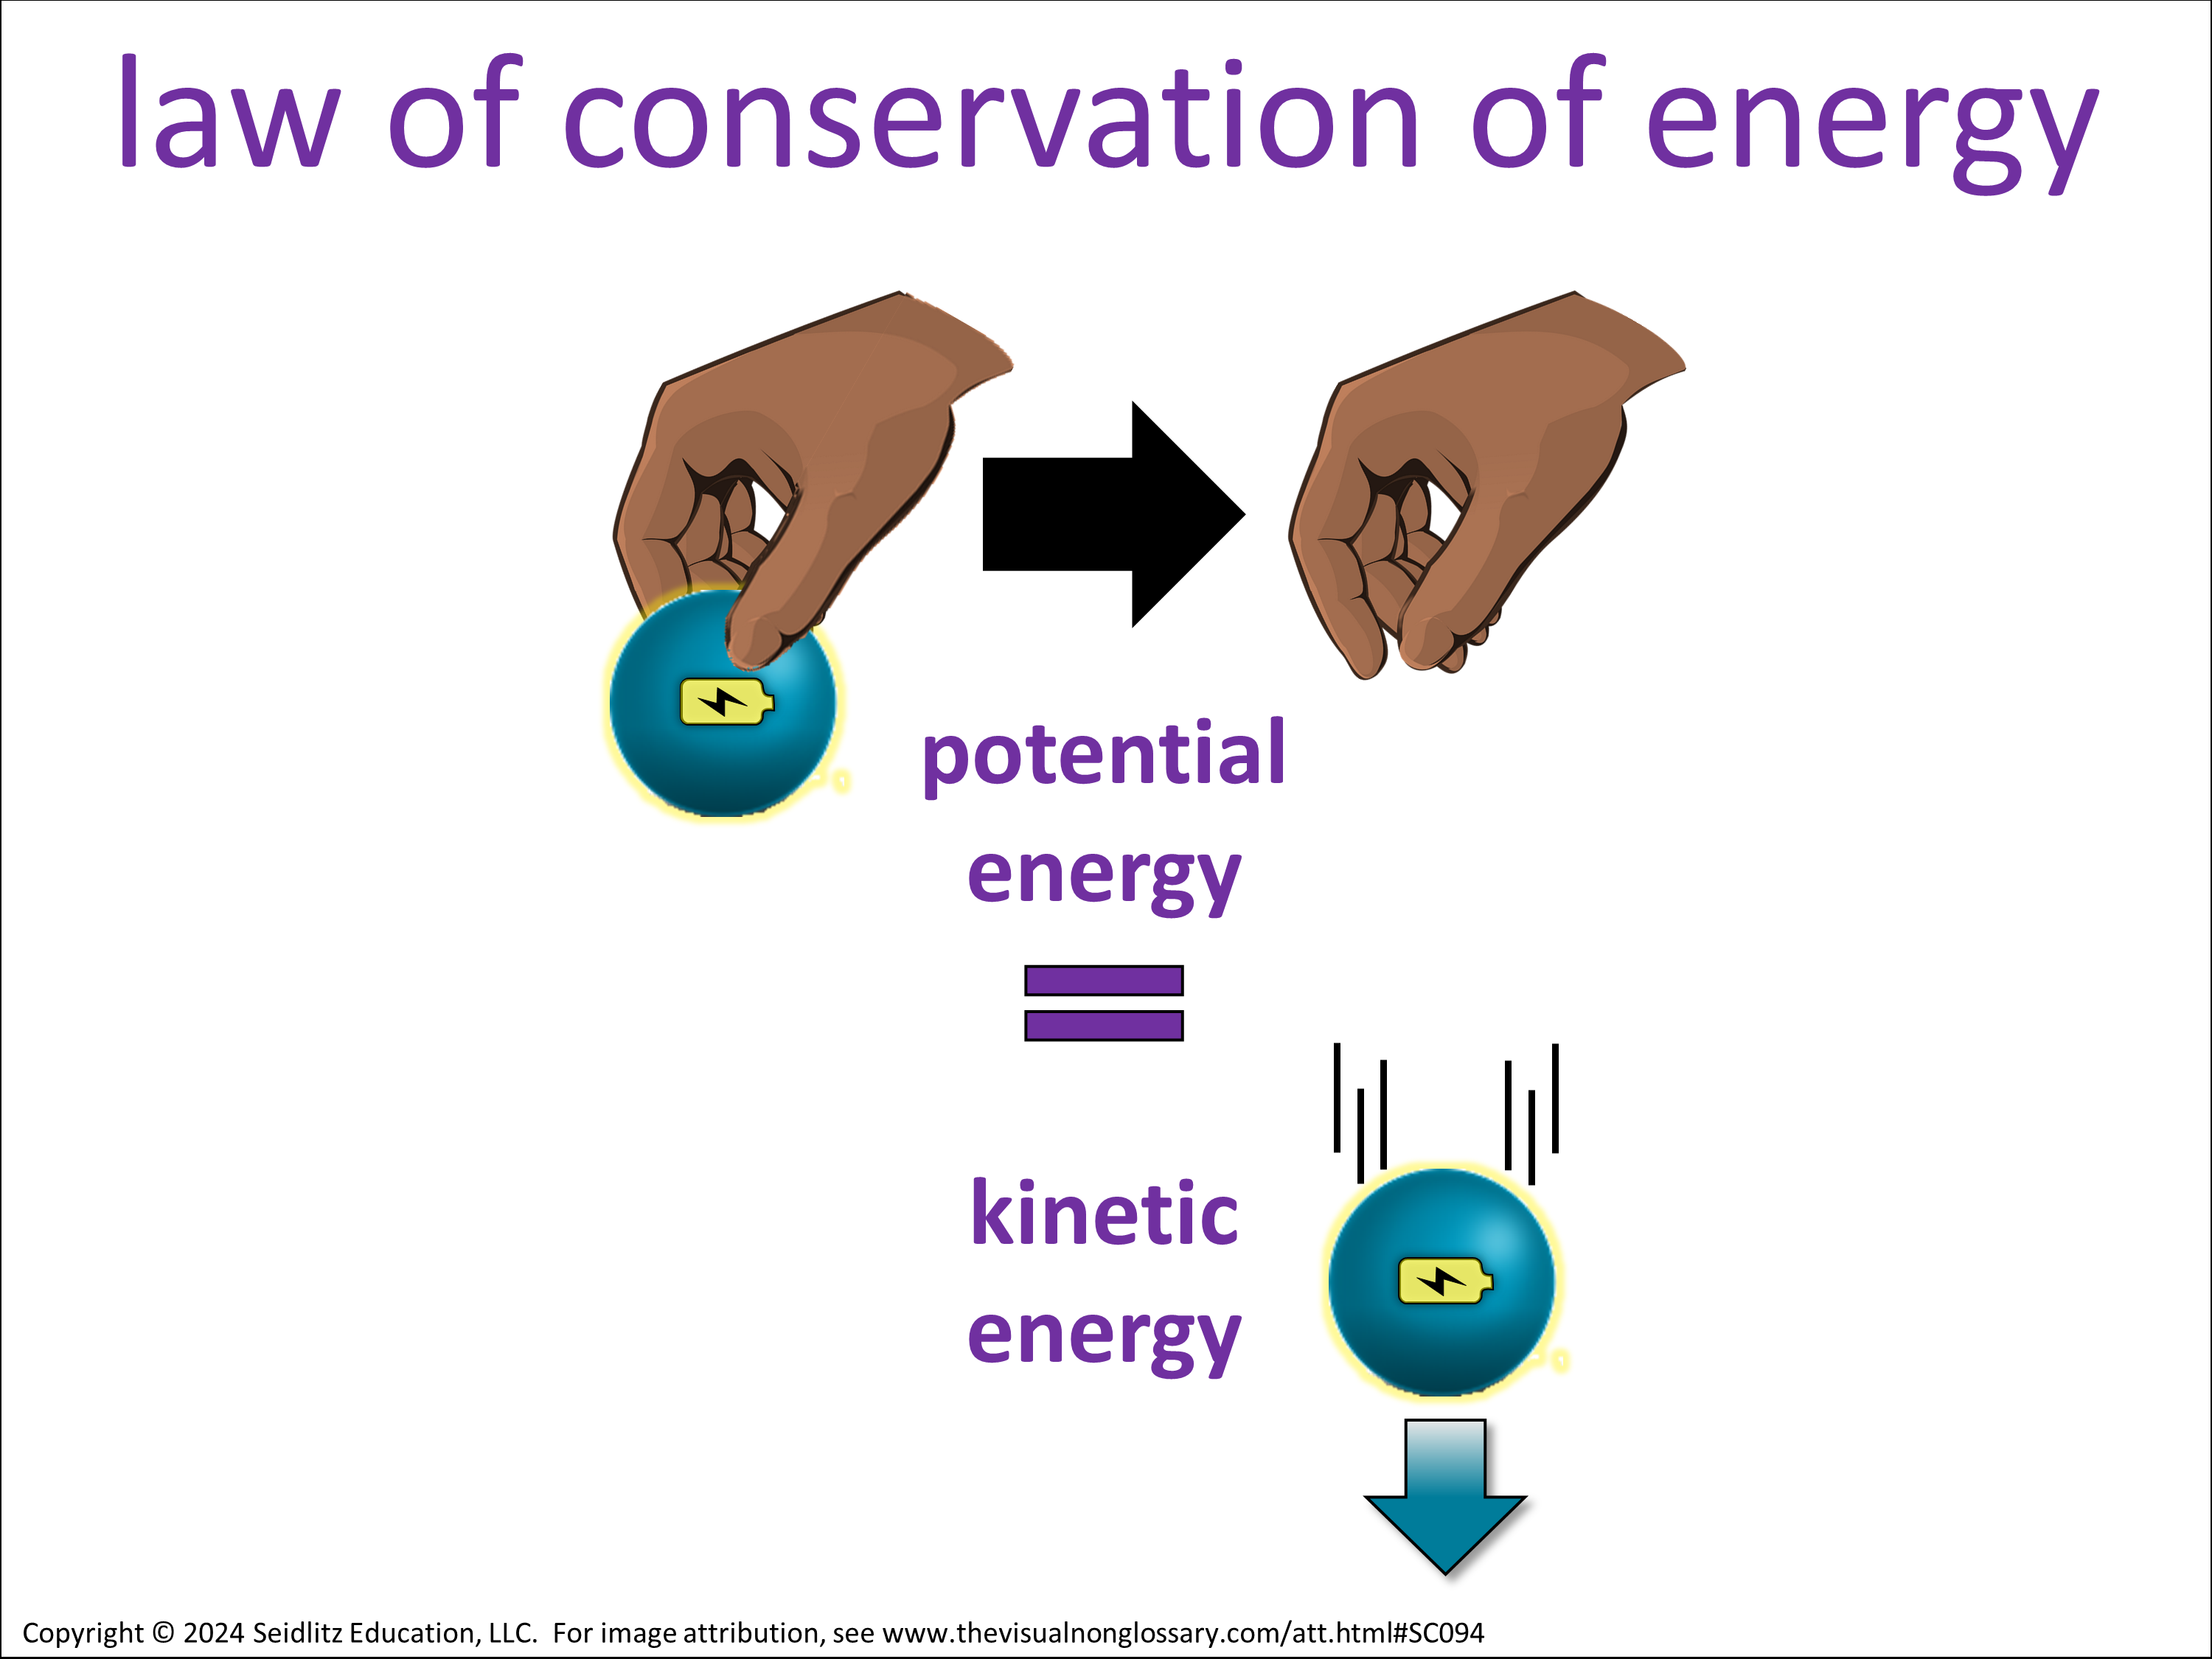 law of conservation of energy
potential
energy
kinetic
energy
Copyright © 2024 Seidlitz Education, LLC.  For image attribution, see www.thevisualnonglossary.com/att.html#SC094